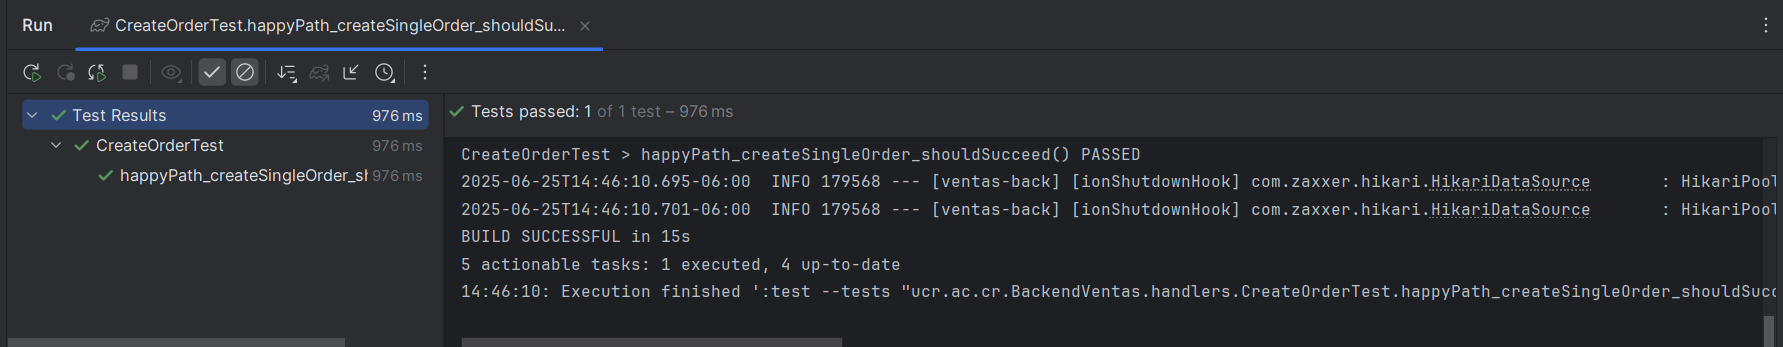 Run CreateOrderTest.happyPath_createSingleOrder_shouldSu...
Test Results 976 ms
CreateOrderTest 976 ms
happyPath_createSingleOrder_sh 976 ms
Tests passed: 1 of 1 test – 976 ms
CreateOrderTest > happyPath_createSingleOrder_shouldSucceed() PASSED
2025-06-25T14:46:10.695-06:00  INFO 179568 --- [ventas-back] [ionShutdownHook] com.zaxxer.hikari.HikariDataSource       : HikariPool
2025-06-25T14:46:10.701-06:00  INFO 179568 --- [ventas-back] [ionShutdownHook] com.zaxxer.hikari.HikariDataSource       : HikariPool
BUILD SUCCESSFUL in 15s
5 actionable tasks: 1 executed, 4 up-to-date
14:46:10: Execution finished ':test --tests "ucr.ac.cr.BackendVentas.handlers.CreateOrderTest.happyPath_createSingleOrder_shouldSucc